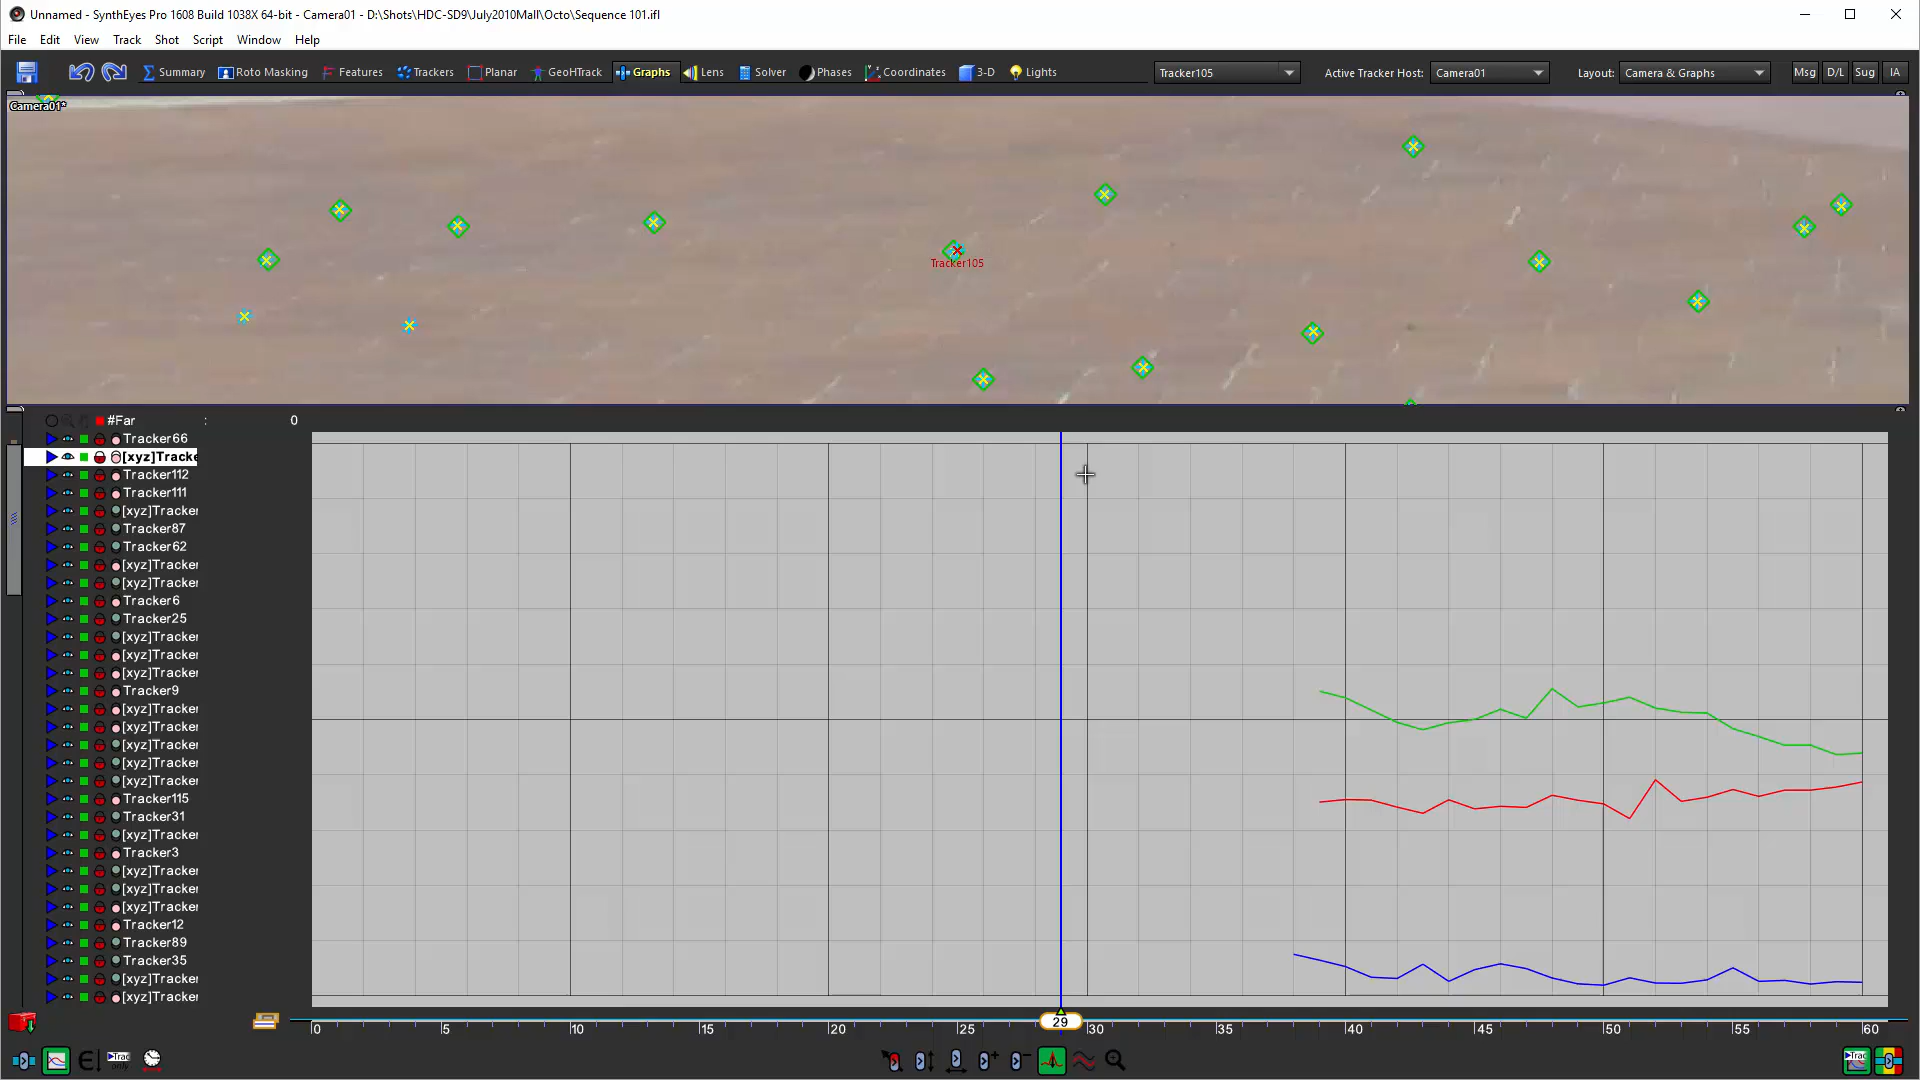 Unnamed - SynthEyes Pro 1608 Build 1038X 64-bit - Camera01 - D:\Shots\HDC-SD9\July2010Mall\Octo\Sequence 101.ifl
File Edit View Track Shot Script Window Help
Summary Roto Masking Features Trackers Planar GeoHTrack Graphs Lens Solver Phases Coordinates 3-D Lights Tracker105 Active Tracker Host: Camera01 Layout: Camera & Graphs Msg D/L Sug IA
Camera01*
Tracker105
#Far : 0
Tracker66
[xyz]Tracke
Tracker112
Tracker111
[xyz]Tracker
Tracker87
Tracker62
[xyz]Tracker
[xyz]Tracker
Tracker6
Tracker25
[xyz]Tracker
[xyz]Tracker
[xyz]Tracker
Tracker9
[xyz]Tracker
[xyz]Tracker
[xyz]Tracker
[xyz]Tracker
[xyz]Tracker
Tracker115
Tracker31
[xyz]Tracker
Tracker3
[xyz]Tracker
[xyz]Tracker
[xyz]Tracker
Tracker12
Tracker89
Tracker35
[xyz]Tracker
[xyz]Tracker
0 5 10 15 20 25 29 30 35 40 45 50 55 60
Trac only
Trac